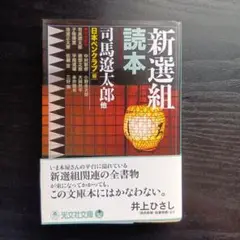 新選組
読本
司馬遼太郎
他
日本ペンクラブ 編
いま本屋さんの平台に溢れている
新選組関連の全書物
が束になってかかっても、
この文庫本にはかなわない。
井上ひさし
光文社文庫